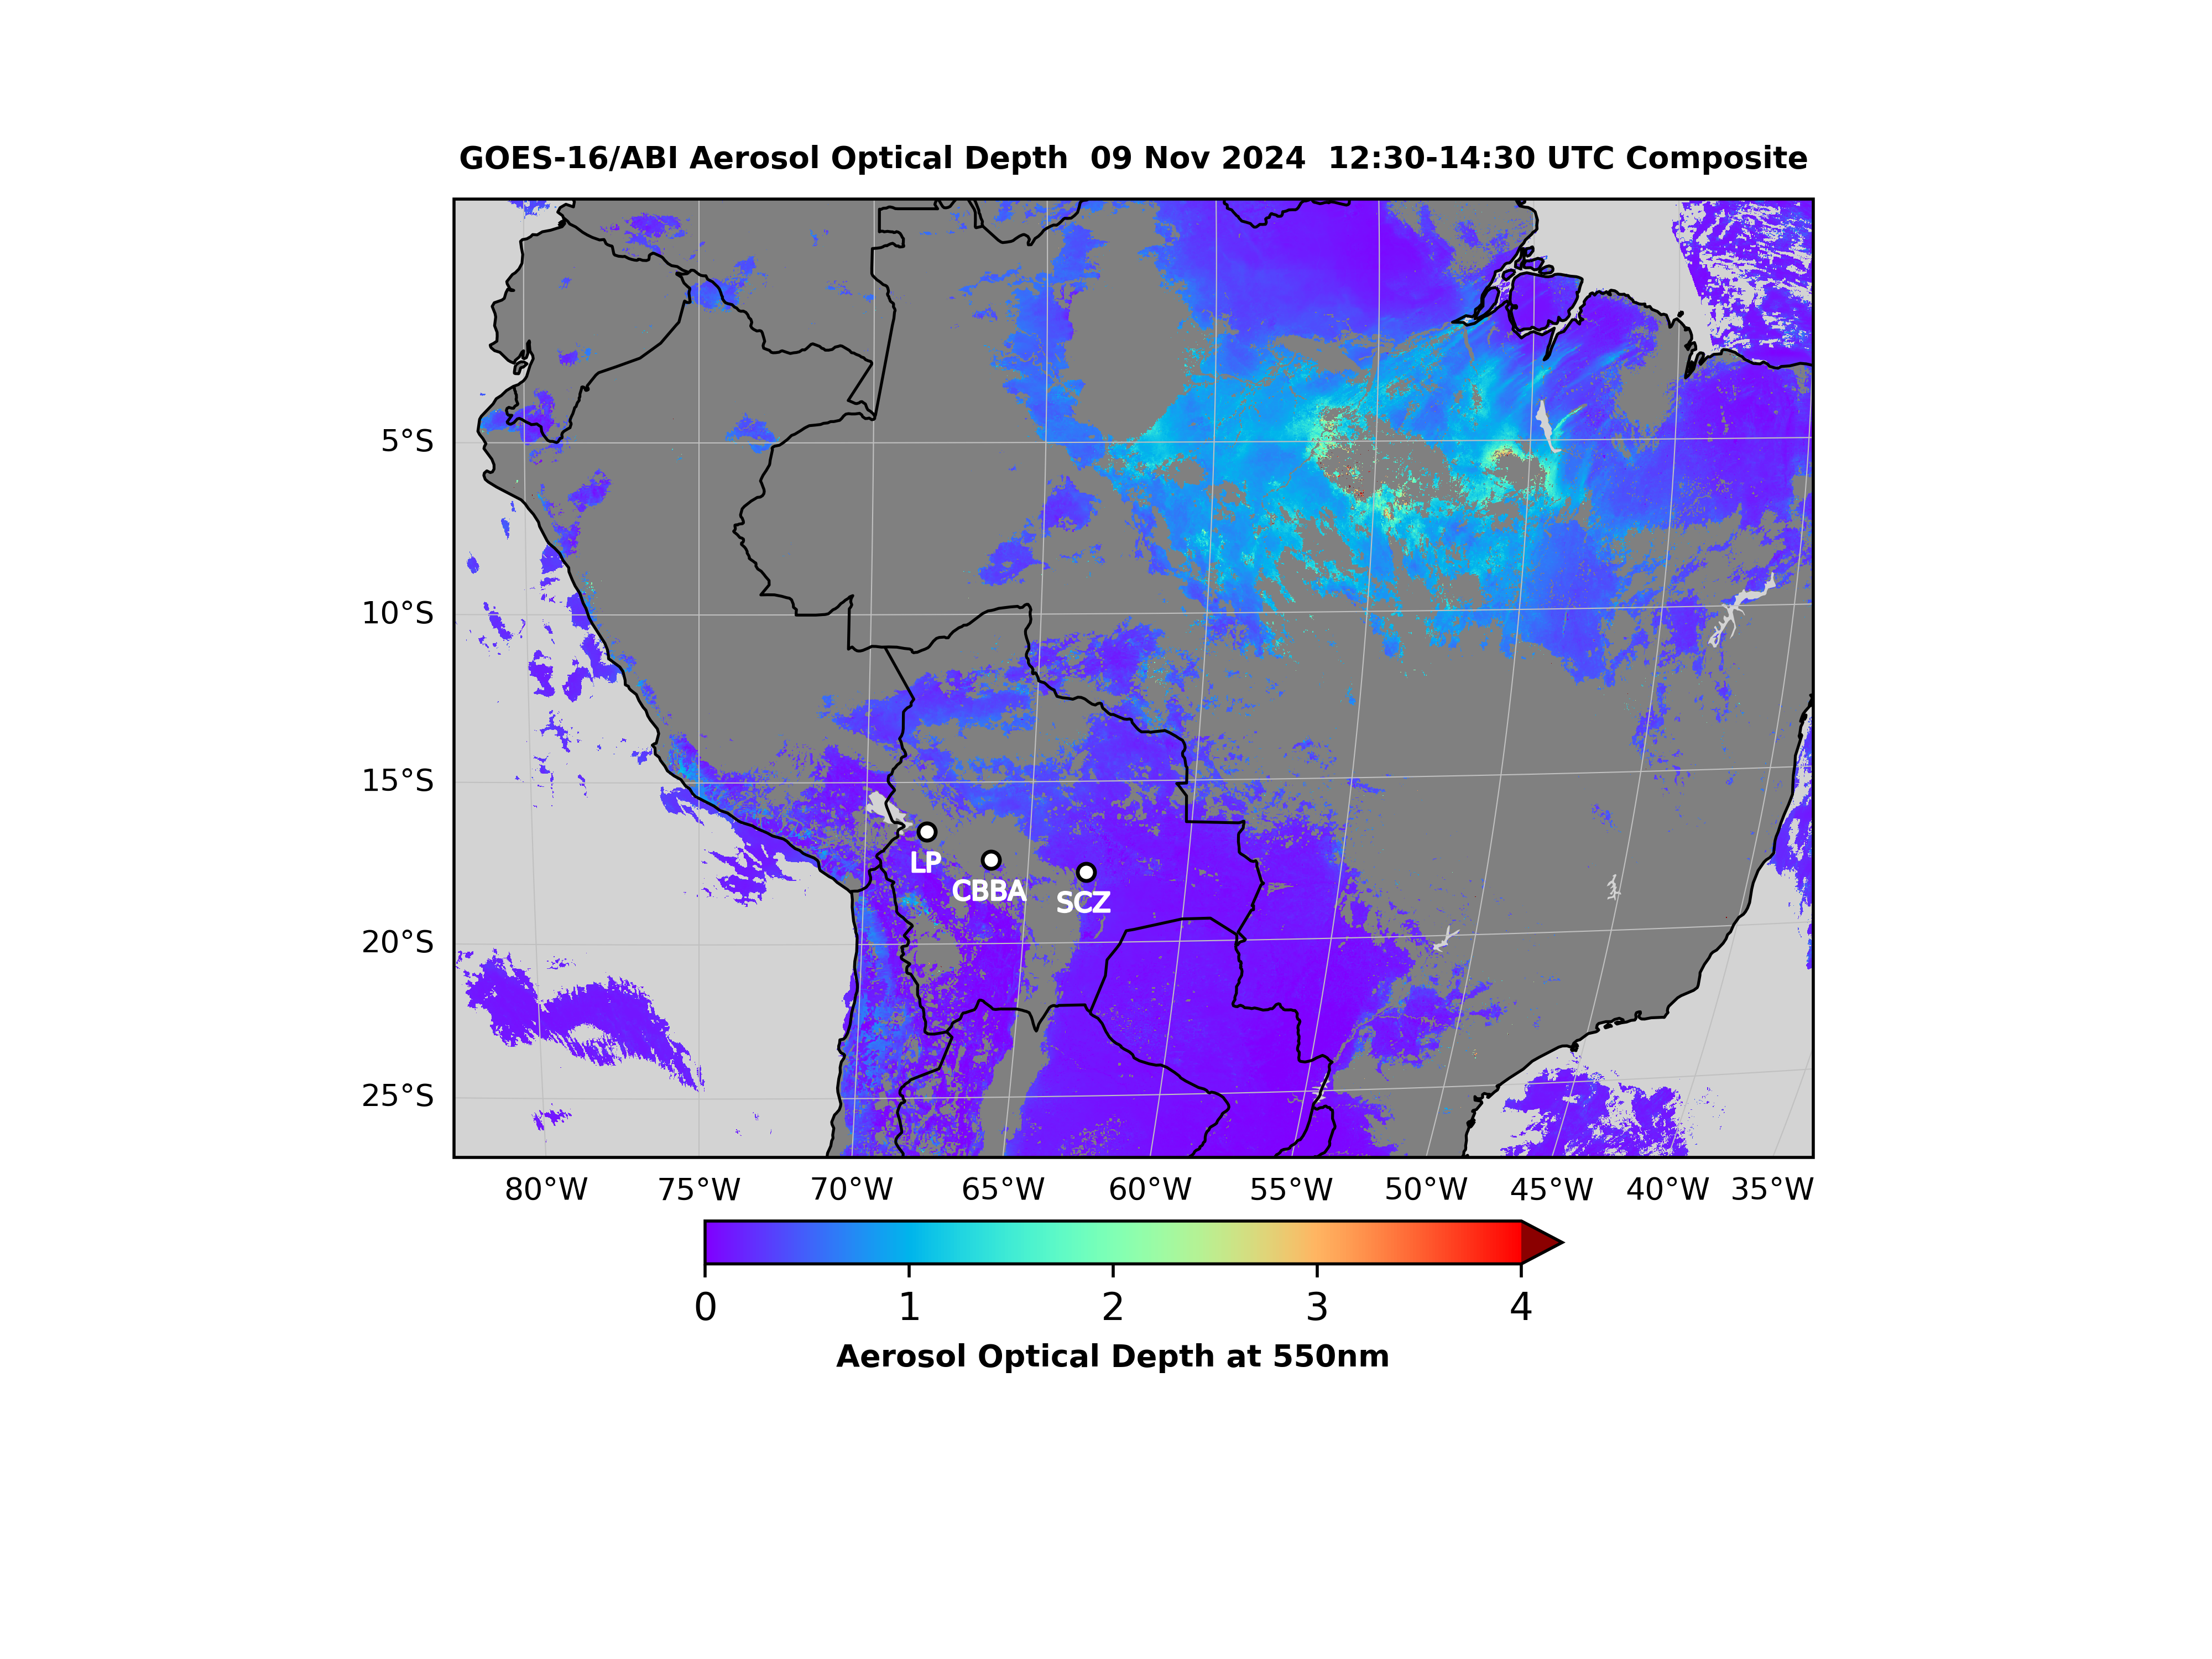 GOES-16/ABI Aerosol Optical Depth  09 Nov 2024  12:30-14:30 UTC Composite
5°S
10°S
15°S
LP
CBBA
SCZ
20°S
25°S
80°W 75°W 70°W 65°W 60°W 55°W 50°W 45°W 40°W 35°W
0 1 2 3 4
Aerosol Optical Depth at 550nm